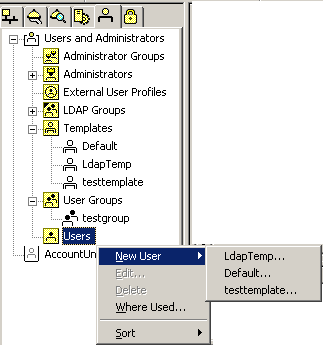 Users and Administrators
Administrator Groups
Administrators
External User Profiles
LDAP Groups
Templates
Default
LdapTemp
testtemplate
User Groups
testgroup
Users
AccountUn
New User
Edit...
Delete
Where Used...
Sort
LdapTemp...
Default...
testtemplate...